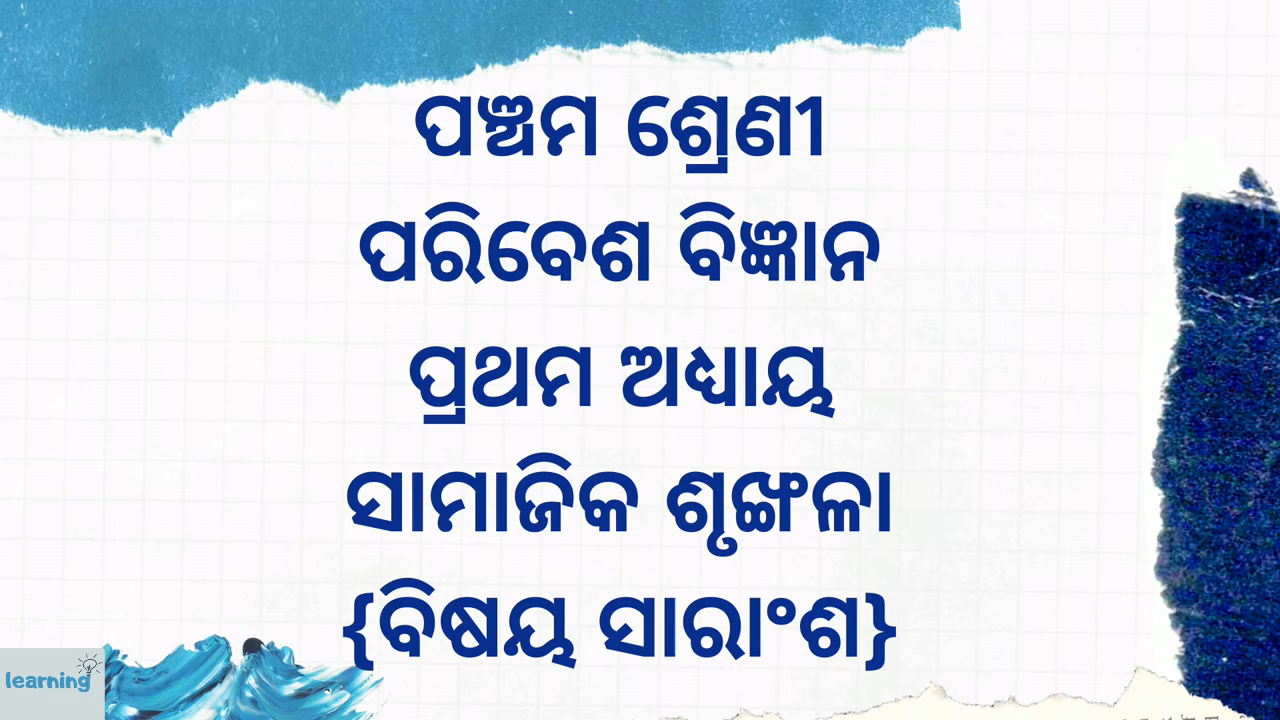 ପଞ୍ଚମ ଶ୍ରେଣୀ
ପରିବେଶ ବିଜ୍ଞାନ
ପ୍ରଥମ ଅଧ୍ୟାୟ
ସାମାଜିକ ଶୃଙ୍ଖଳା
{ବିଷୟ ସାରାଂଶ}
learning